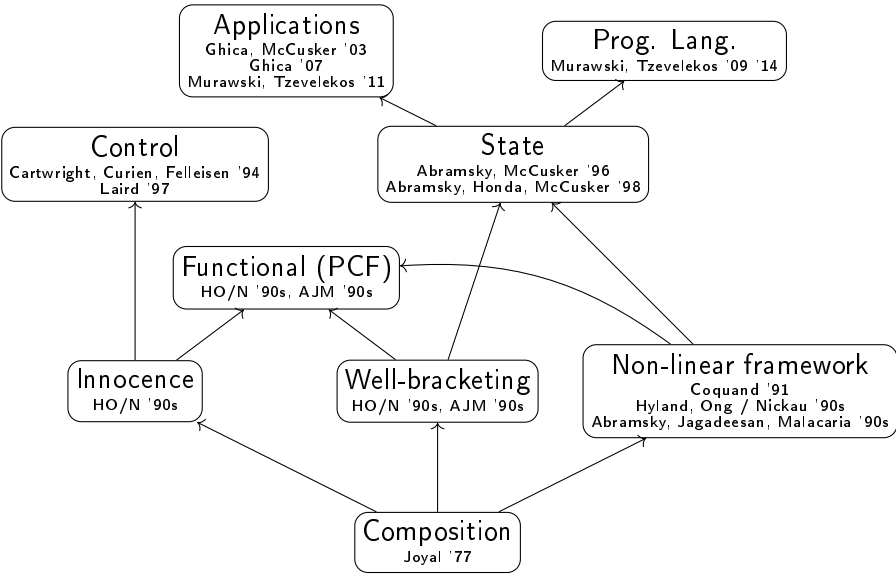 Applications
Ghica, McCusker '03
Ghica '07
Murawski, Tzevelekos '11
Prog. Lang.
Murawski, Tzevelekos '09 '14
Control
Cartwright, Curien, Felleisen '94
Laird '97
State
Abramsky, McCusker '96
Abramsky, Honda, McCusker '98
Functional (PCF)
HO/N '90s, AJM '90s
Innocence
HO/N '90s
Well-bracketing
HO/N '90s, AJM '90s
Non-linear framework
Coquand '91
Hyland, Ong / Nickau '90s
Abramsky, Jagadeesan, Malacaria '90s
Composition
Joyal '77